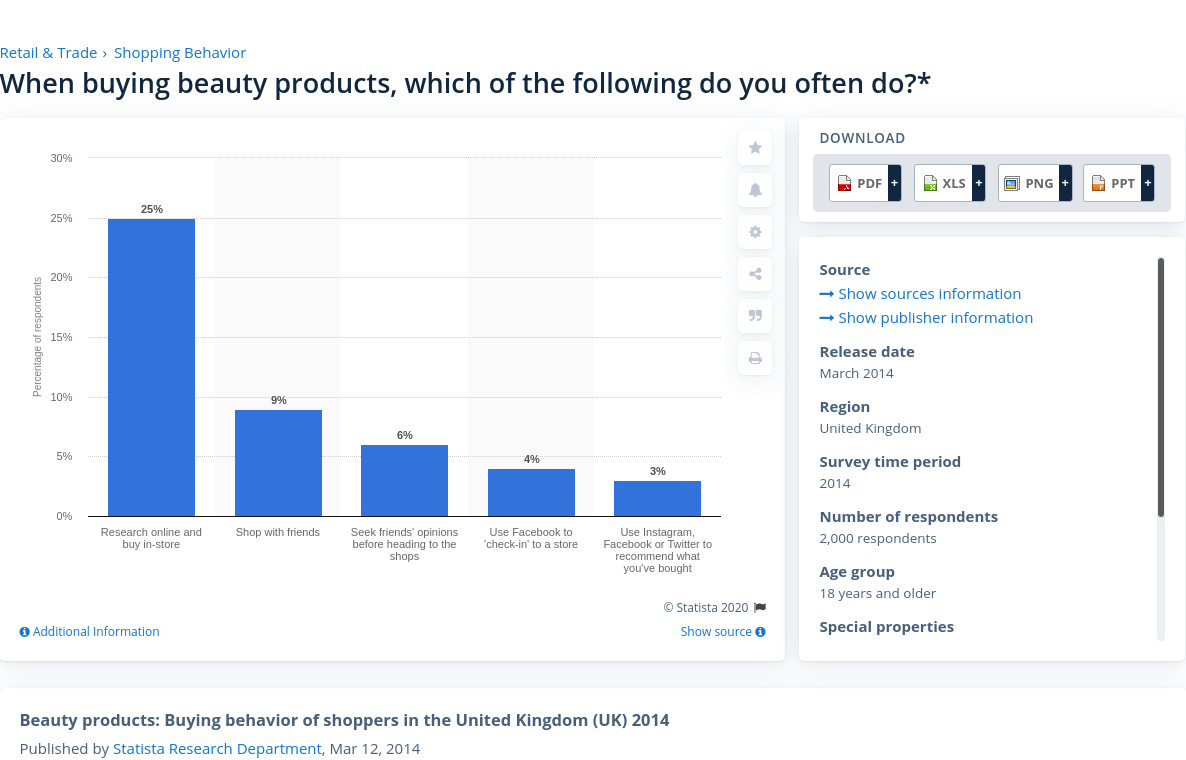 Retail & Trade › Shopping Behavior
When buying beauty products, which of the following do you often do?*
30%
25%
20%
15%
10%
5%
0%
Percentage of respondents
25%
9%
6%
4%
3%
Research online and
buy in-store
Shop with friends
Seek friends' opinions
before heading to the
shops
Use Facebook to
'check-in' to a store
Use Instagram,
Facebook or Twitter to
recommend what
you've bought
© Statista 2020
Additional Information
Show source
DOWNLOAD
PDF +
XLS +
PNG +
PPT +
Source
Show sources information
Show publisher information
Release date
March 2014
Region
United Kingdom
Survey time period
2014
Number of respondents
2,000 respondents
Age group
18 years and older
Special properties
Beauty products: Buying behavior of shoppers in the United Kingdom (UK) 2014
Published by Statista Research Department, Mar 12, 2014